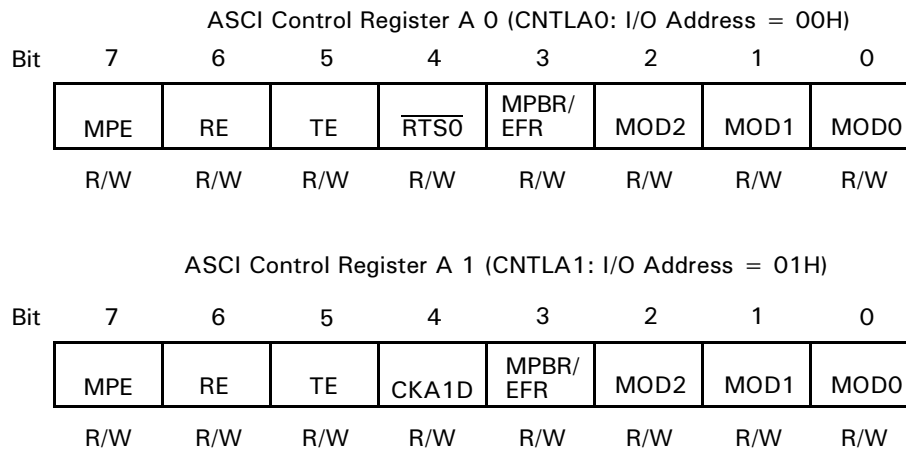 ASCI Control Register A 0 (CNTLA0: I/O Address = 00H)
Bit 7 6 5 4 3 2 1 0
MPE RE TE R̅T̅S̅0̅ MPBR/ EFR MOD2 MOD1 MOD0
R/W R/W R/W R/W R/W R/W R/W R/W
ASCI Control Register A 1 (CNTLA1: I/O Address = 01H)
Bit 7 6 5 4 3 2 1 0
MPE RE TE CKA1D MPBR/ EFR MOD2 MOD1 MOD0
R/W R/W R/W R/W R/W R/W R/W R/W